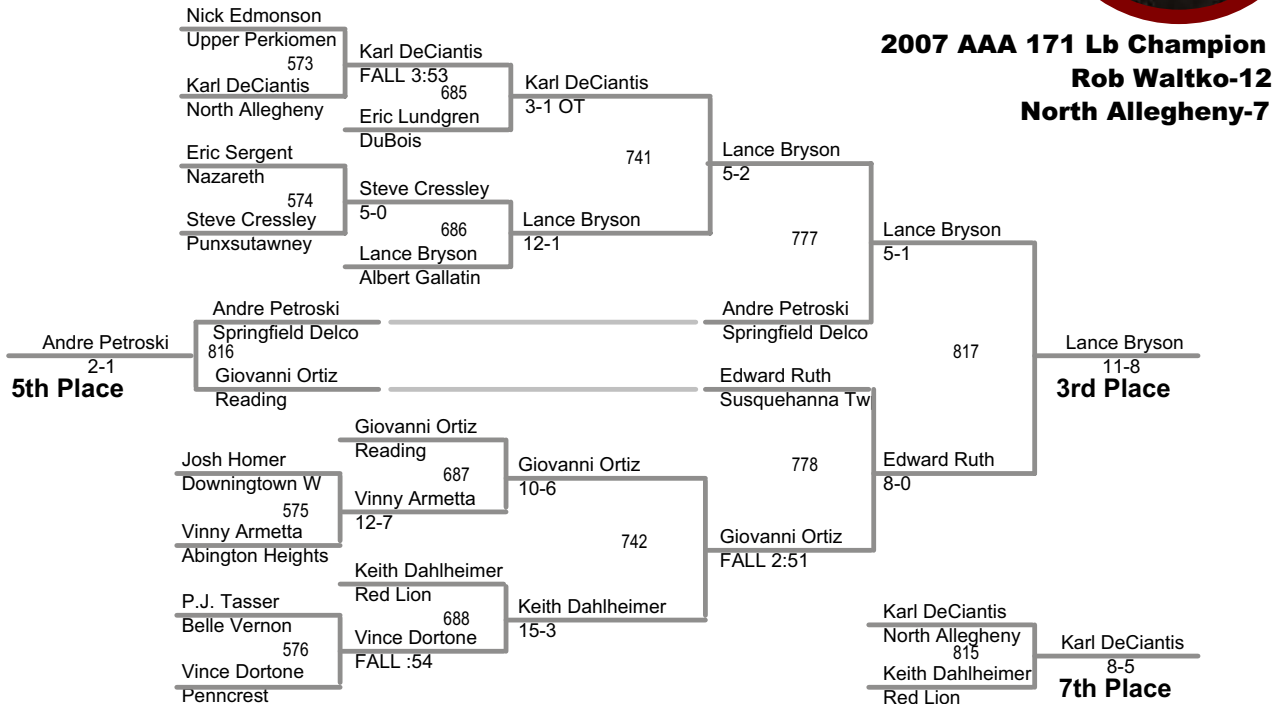 2007 AAA 171 Lb Champion
Rob Waltko-12
North Allegheny-7
Nick Edmonson
Upper Perkiomen
573
Karl DeCiantis
North Allegheny
Karl DeCiantis
FALL 3:53
685
Eric Lundgren
DuBois
Karl DeCiantis
3-1 OT
Eric Sergent
Nazareth
574
Steve Cressley
Punxsutawney
Steve Cressley
5-0
686
Lance Bryson
Albert Gallatin
Lance Bryson
12-1
741
Lance Bryson
5-2
777
Andre Petroski
Springfield Delco
Lance Bryson
5-1
Andre Petroski
Springfield Delco
816
Giovanni Ortiz
Reading
Andre Petroski
2-1
5th Place
817
Lance Bryson
11-8
3rd Place
Edward Ruth
Susquehanna Tw
778
Edward Ruth
8-0
Giovanni Ortiz
Reading
687
Vinny Armetta
12-7
Josh Homer
Downingtown W
575
Vinny Armetta
Abington Heights
Giovanni Ortiz
10-6
742
Giovanni Ortiz
FALL 2:51
Keith Dahlheimer
Red Lion
688
Vince Dortone
FALL :54
P.J. Tasser
Belle Vernon
576
Vince Dortone
Penncrest
Keith Dahlheimer
15-3
Karl DeCiantis
North Allegheny
815
Keith Dahlheimer
Red Lion
Karl DeCiantis
8-5
7th Place